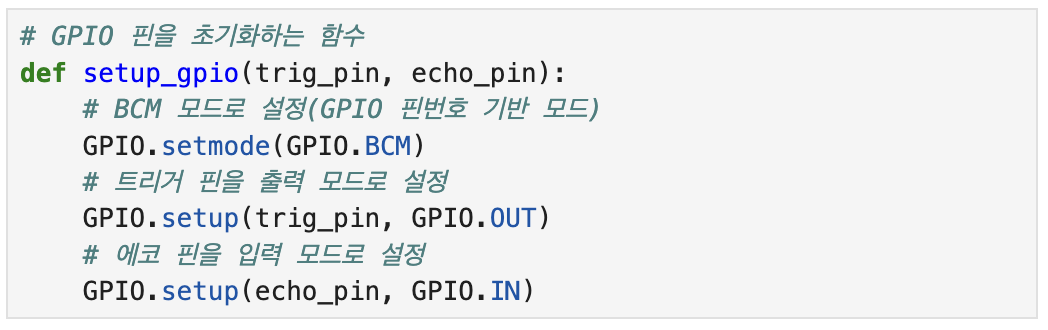 # GPIO 핀을 초기화하는 함수
def setup_gpio(trig_pin, echo_pin):
    # BCM 모드로 설정(GPIO 핀번호 기반 모드)
    GPIO.setmode(GPIO.BCM)
    # 트리거 핀을 출력 모드로 설정
    GPIO.setup(trig_pin, GPIO.OUT)
    # 에코 핀을 입력 모드로 설정
    GPIO.setup(echo_pin, GPIO.IN)